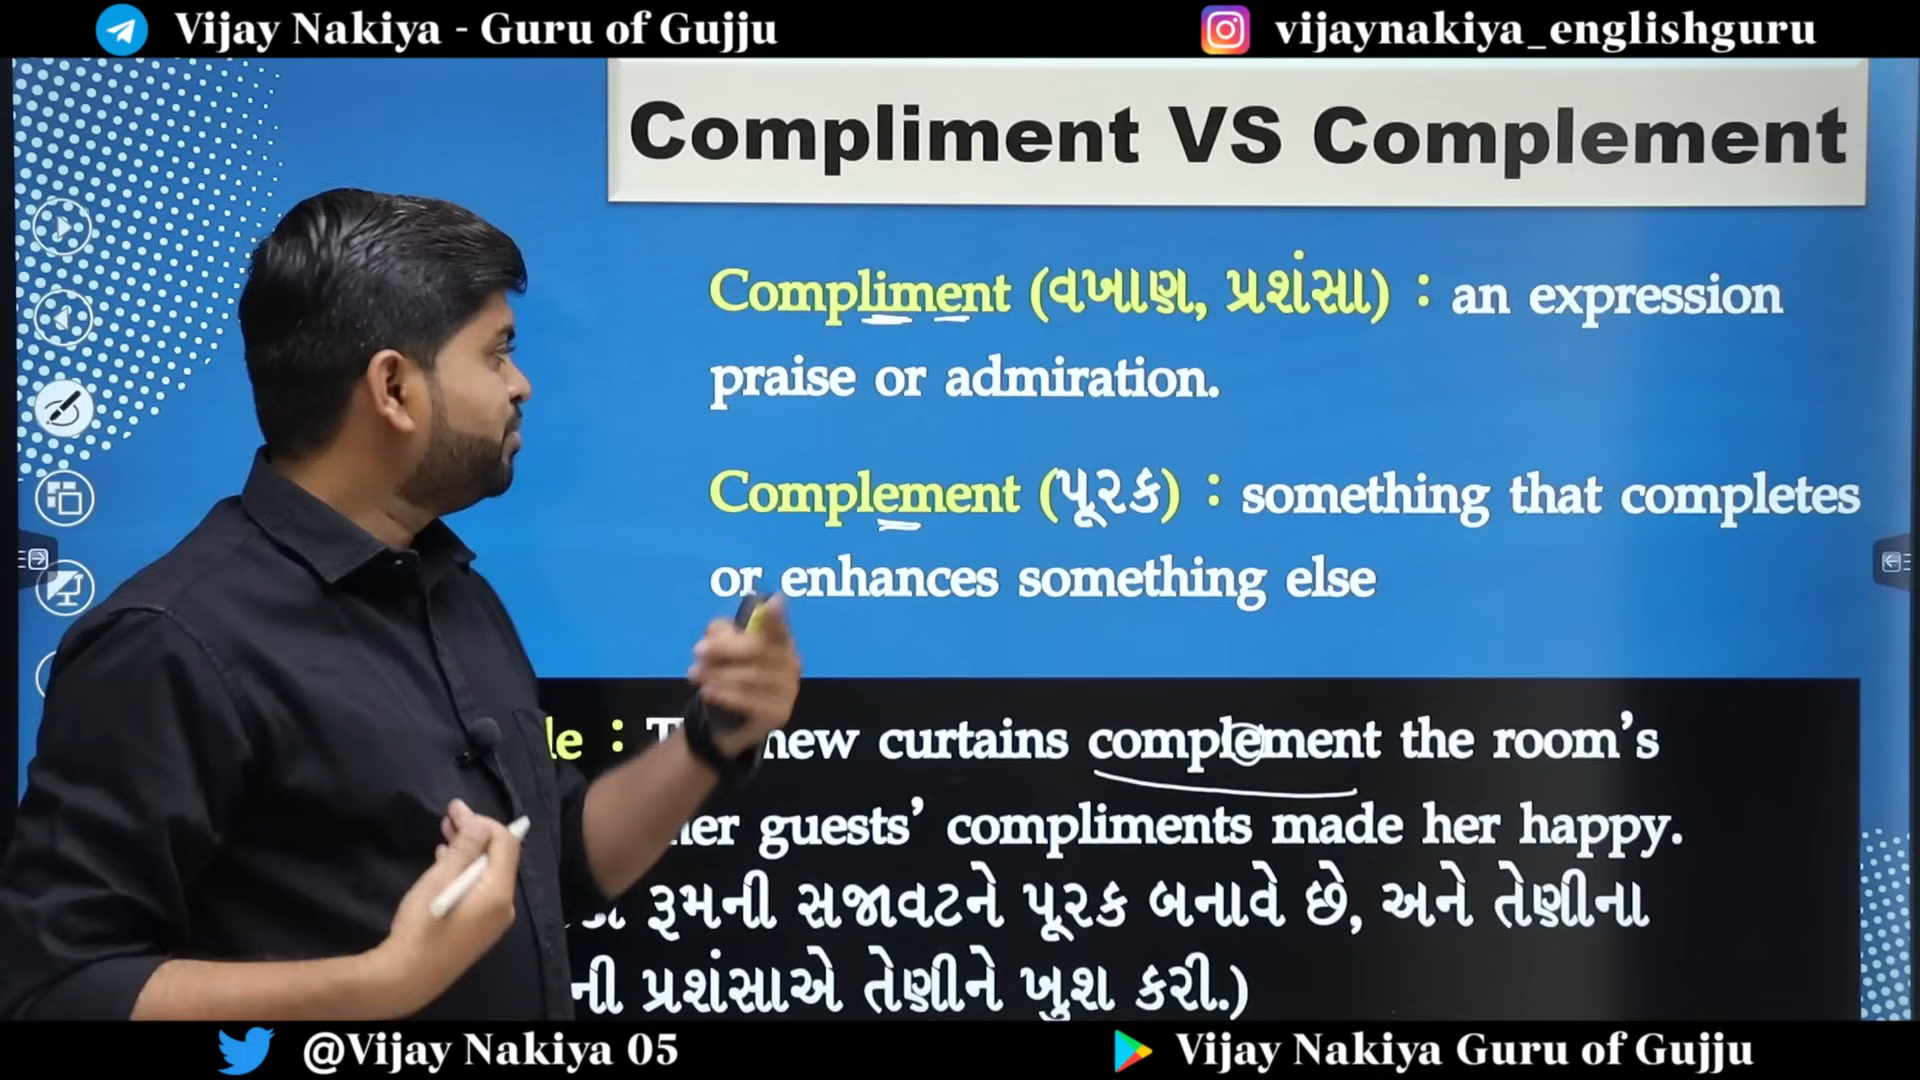 Vijay Nakiya - Guru of Gujju
vijaynakiya_englishguru
Compliment VS Complement
Compliment (વખાણ, પ્રશંસા) : an expression
praise or admiration.
Complement (પૂરક) : something that completes
or enhances something else
: new curtains complement the room's
guests' compliments made her happy.
રૂમની સજાવટને પૂરક બનાવે છે, અને તેણીના
પ્રશંસાએ તેણીને ખુશ કરી.)
@Vijay Nakiya 05
Vijay Nakiya Guru of Gujju